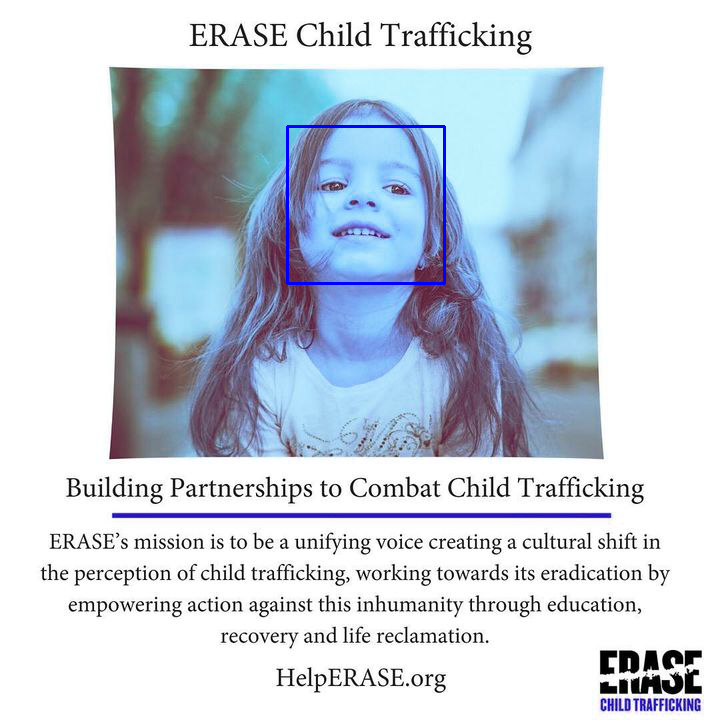 ERASE Child Trafficking
Building Partnerships to Combat Child Trafficking
ERASE’s mission is to be a unifying voice creating a cultural shift in
the perception of child trafficking, working towards its eradication by
empowering action against this inhumanity through education,
recovery and life reclamation.
HelpERASE.org
ERASE
CHILD TRAFFICKING